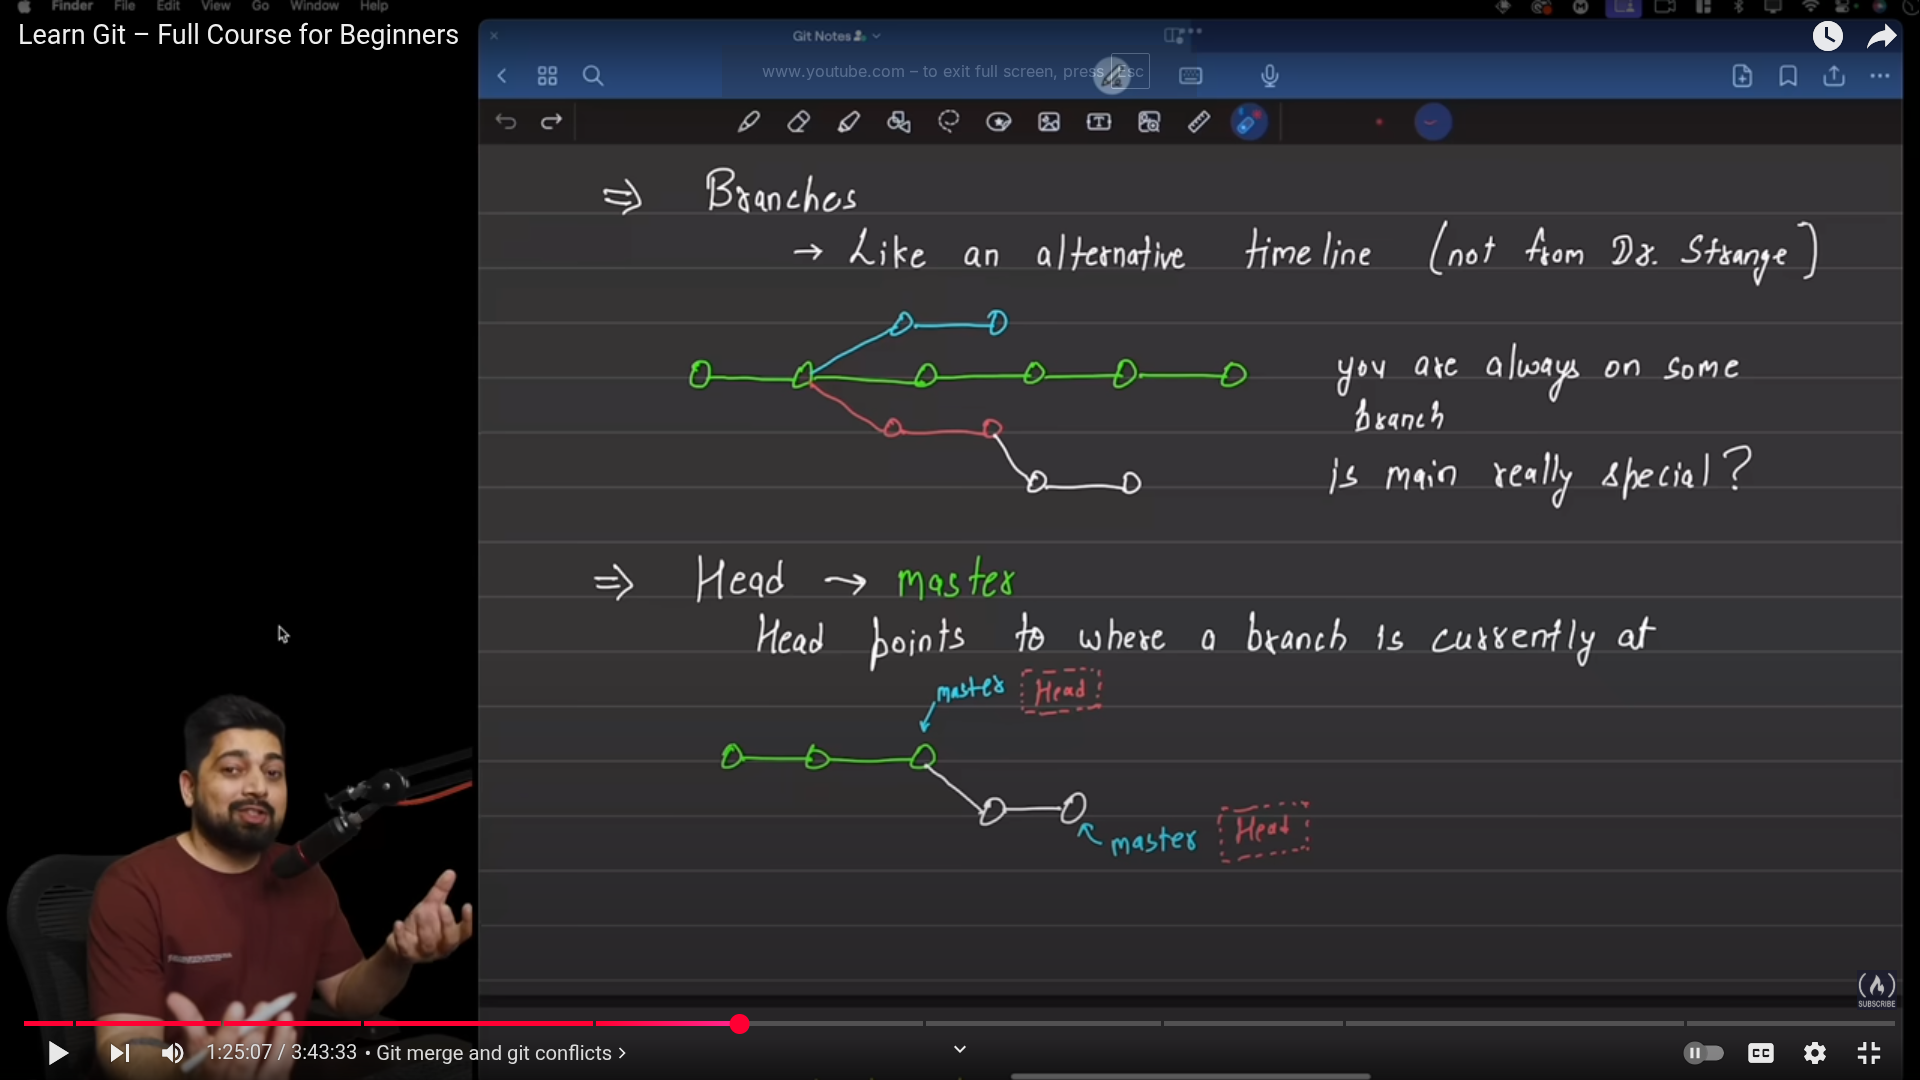 Finder File Edit View Go Window Help
Learn Git – Full Course for Beginners
Git Notes
www.youtube.com – to exit full screen, press Esc
⇒ Branches
→ Like an alternative timeline (not from Dr. Strange)
you are always on some
branch
is main really special?
⇒ Head → master
Head points to where a branch is currently at
master Head
master Head
SUBSCRIBE
1:25:07 / 3:43:33 • Git merge and git conflicts ›
CC